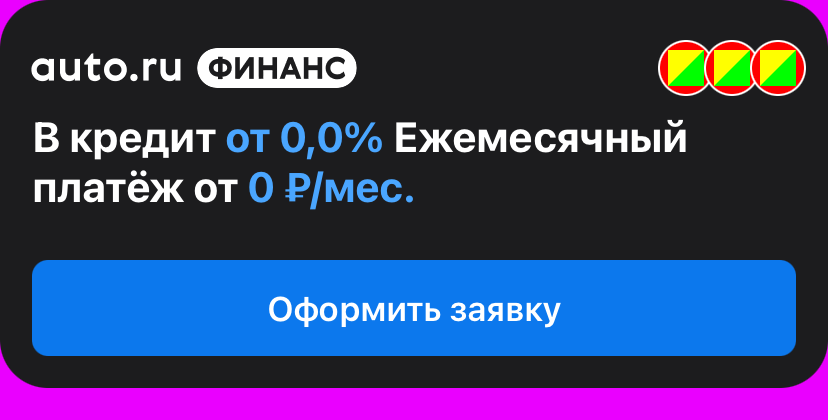 auto.ru ФИНАНС
В кредит от 0,0% Ежемесячный
платёж от 0 ₽/мес.
Оформить заявку